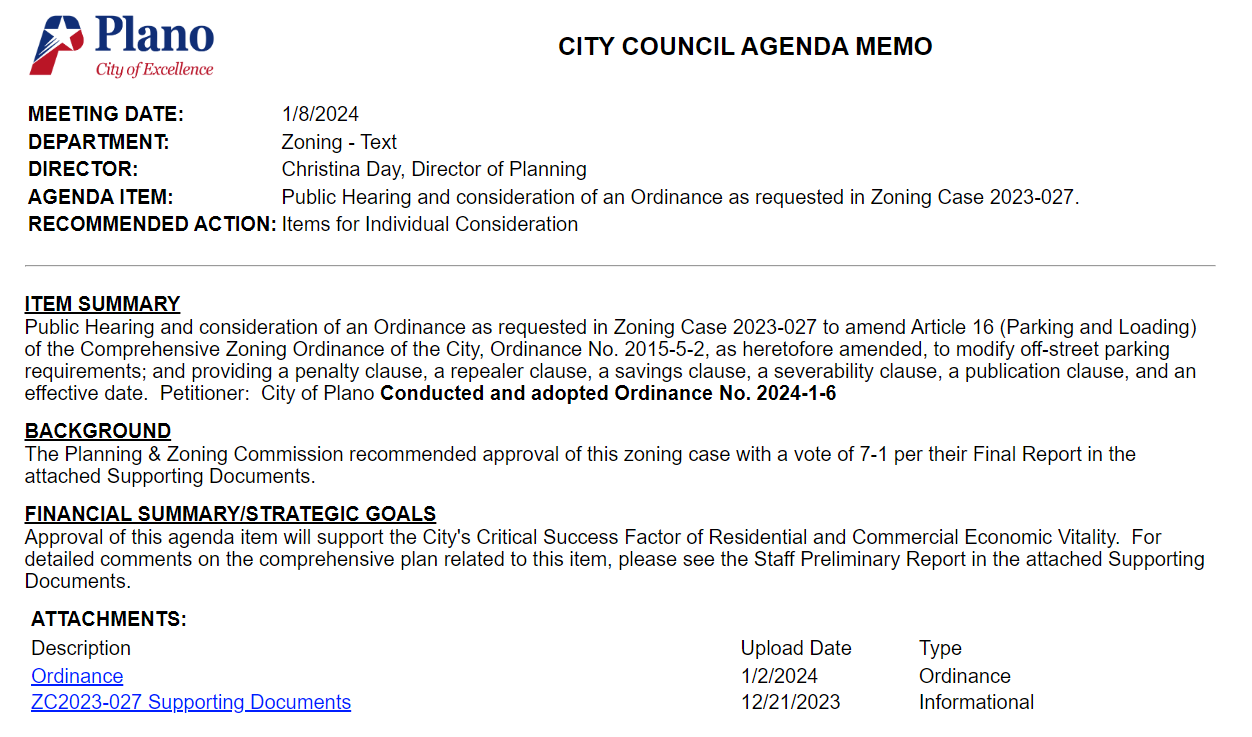 Plano
City of Excellence
CITY COUNCIL AGENDA MEMO
MEETING DATE: 1/8/2024
DEPARTMENT: Zoning - Text
DIRECTOR: Christina Day, Director of Planning
AGENDA ITEM: Public Hearing and consideration of an Ordinance as requested in Zoning Case 2023-027.
RECOMMENDED ACTION: Items for Individual Consideration
ITEM SUMMARY
Public Hearing and consideration of an Ordinance as requested in Zoning Case 2023-027 to amend Article 16 (Parking and Loading)
of the Comprehensive Zoning Ordinance of the City, Ordinance No. 2015-5-2, as heretofore amended, to modify off-street parking
requirements; and providing a penalty clause, a repealer clause, a savings clause, a severability clause, a publication clause, and an
effective date. Petitioner: City of Plano Conducted and adopted Ordinance No. 2024-1-6
BACKGROUND
The Planning & Zoning Commission recommended approval of this zoning case with a vote of 7-1 per their Final Report in the
attached Supporting Documents.
FINANCIAL SUMMARY/STRATEGIC GOALS
Approval of this agenda item will support the City's Critical Success Factor of Residential and Commercial Economic Vitality. For
detailed comments on the comprehensive plan related to this item, please see the Staff Preliminary Report in the attached Supporting
Documents.
ATTACHMENTS:
Description Upload Date Type
Ordinance 1/2/2024 Ordinance
ZC2023-027 Supporting Documents 12/21/2023 Informational